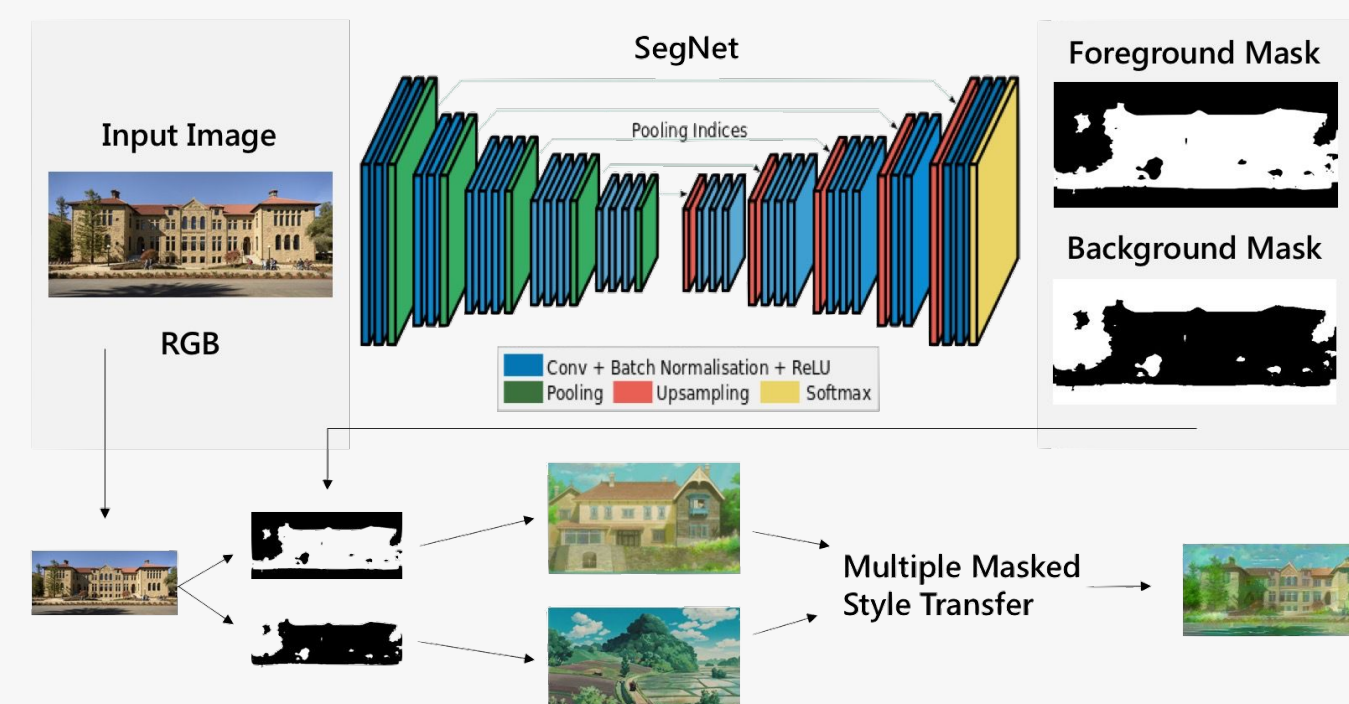 SegNet
Input Image
RGB
Pooling Indices
Conv + Batch Normalisation + ReLU
Pooling
Upsampling
Softmax
Foreground Mask
Background Mask
Multiple Masked
Style Transfer